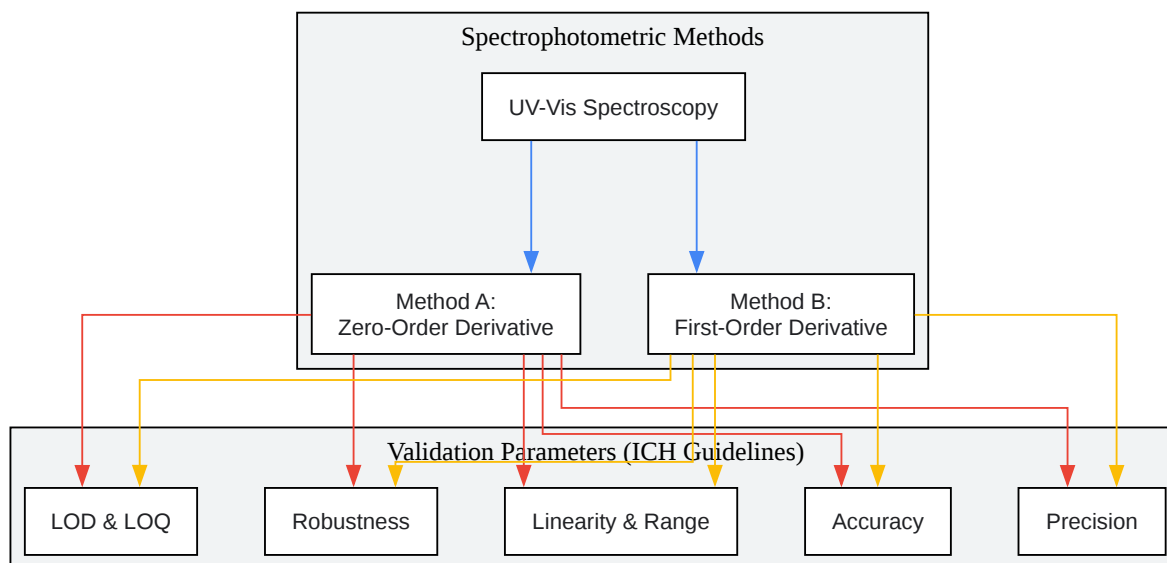 Spectrophotometric Methods
UV-Vis Spectroscopy
Method A:
Zero-Order Derivative
Method B:
First-Order Derivative
Validation Parameters (ICH Guidelines)
LOD & LOQ
Robustness
Linearity & Range
Accuracy
Precision